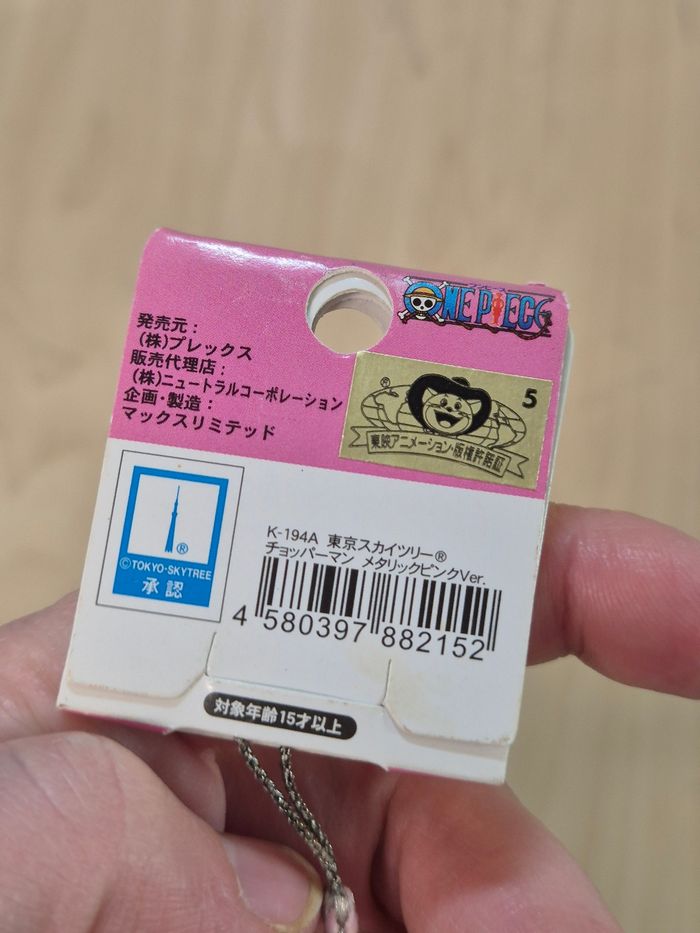 発売元：
(株)プレックス
販売代理店：
(株)ニュートラルコーポレーション
企画・製造：
マックスリミテッド
ONE PIECE
® 5
東映アニメーション・版権許諾証
®
©TOKYO-SKYTREE
承認
K-194A 東京スカイツリー®
チョッパーマン メタリックピンクVer.
4 580397 882152
対象年齢15才以上